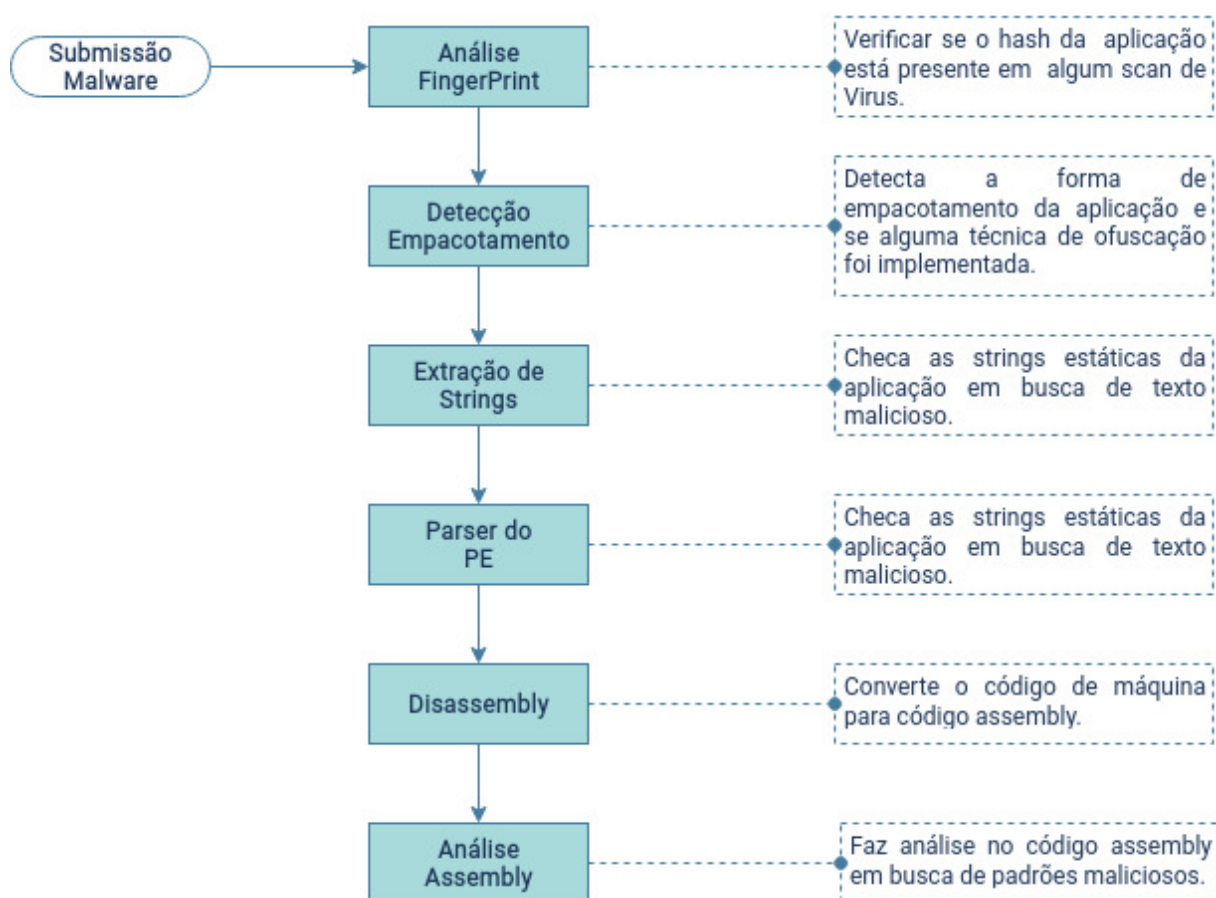 Submissão
Malware
Análise
FingerPrint
Verificar se o hash da aplicação
está presente em algum scan de
Virus.
Detecção
Empacotamento
Detecta a forma de
empacotamento da aplicação e
se alguma técnica de ofuscação
foi implementada.
Extração de
Strings
Checa as strings estáticas da
aplicação em busca de texto
malicioso.
Parser do
PE
Checa as strings estáticas da
aplicação em busca de texto
malicioso.
Disassembly
Converte o código de máquina
para código assembly.
Análise
Assembly
Faz análise no código assembly
em busca de padrões maliciosos.